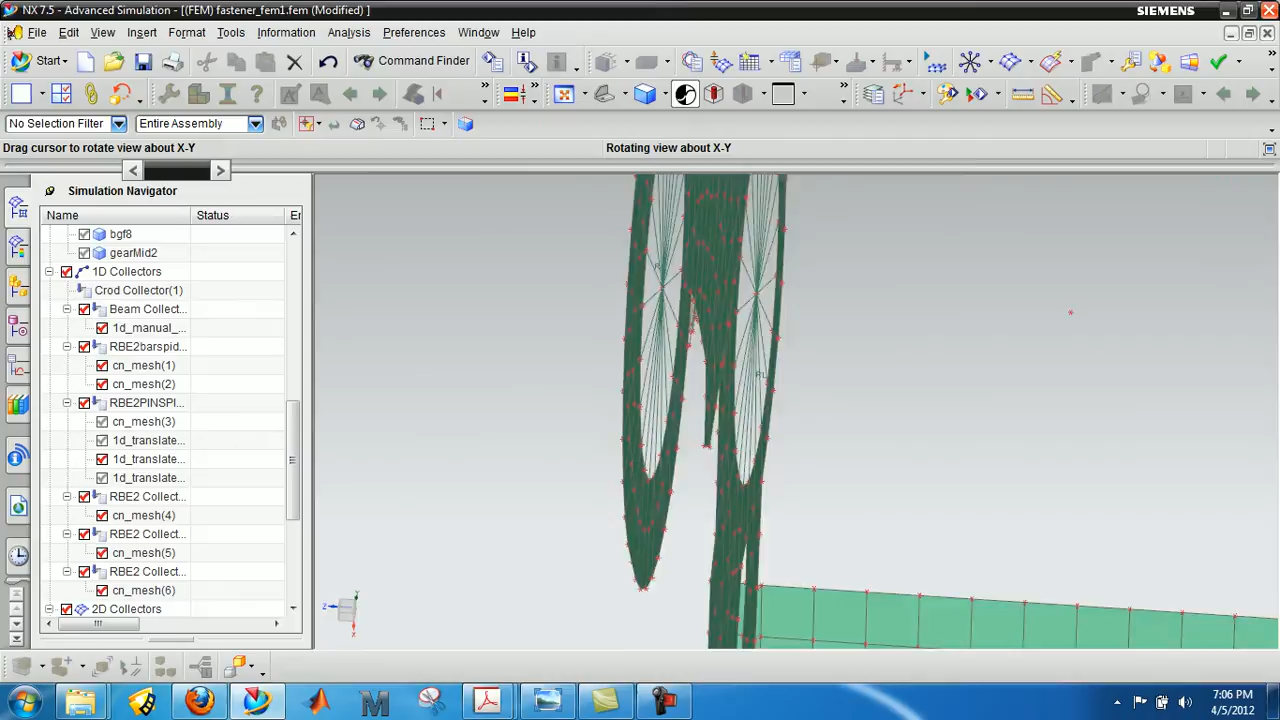 NX 7.5 - Advanced Simulation - [(FEM) fastener_fem1.fem (Modified) ]
SIEMENS
File Edit View Insert Format Tools Information Analysis Preferences Window Help
Start
Command Finder
No Selection Filter
Entire Assembly
Drag cursor to rotate view about X-Y
Rotating view about X-Y
Simulation Navigator
Name Status Er
bgf8
gearMid2
1D Collectors
Crod Collector(1)
Beam Collect...
1d_manual_...
RBE2barspid...
cn_mesh(1)
cn_mesh(2)
RBE2PINSPI...
cn_mesh(3)
1d_translate...
1d_translate...
1d_translate...
RBE2 Collect...
cn_mesh(4)
RBE2 Collect...
cn_mesh(5)
RBE2 Collect...
cn_mesh(6)
2D Collectors
Z
Y
X
7:06 PM
4/5/2012